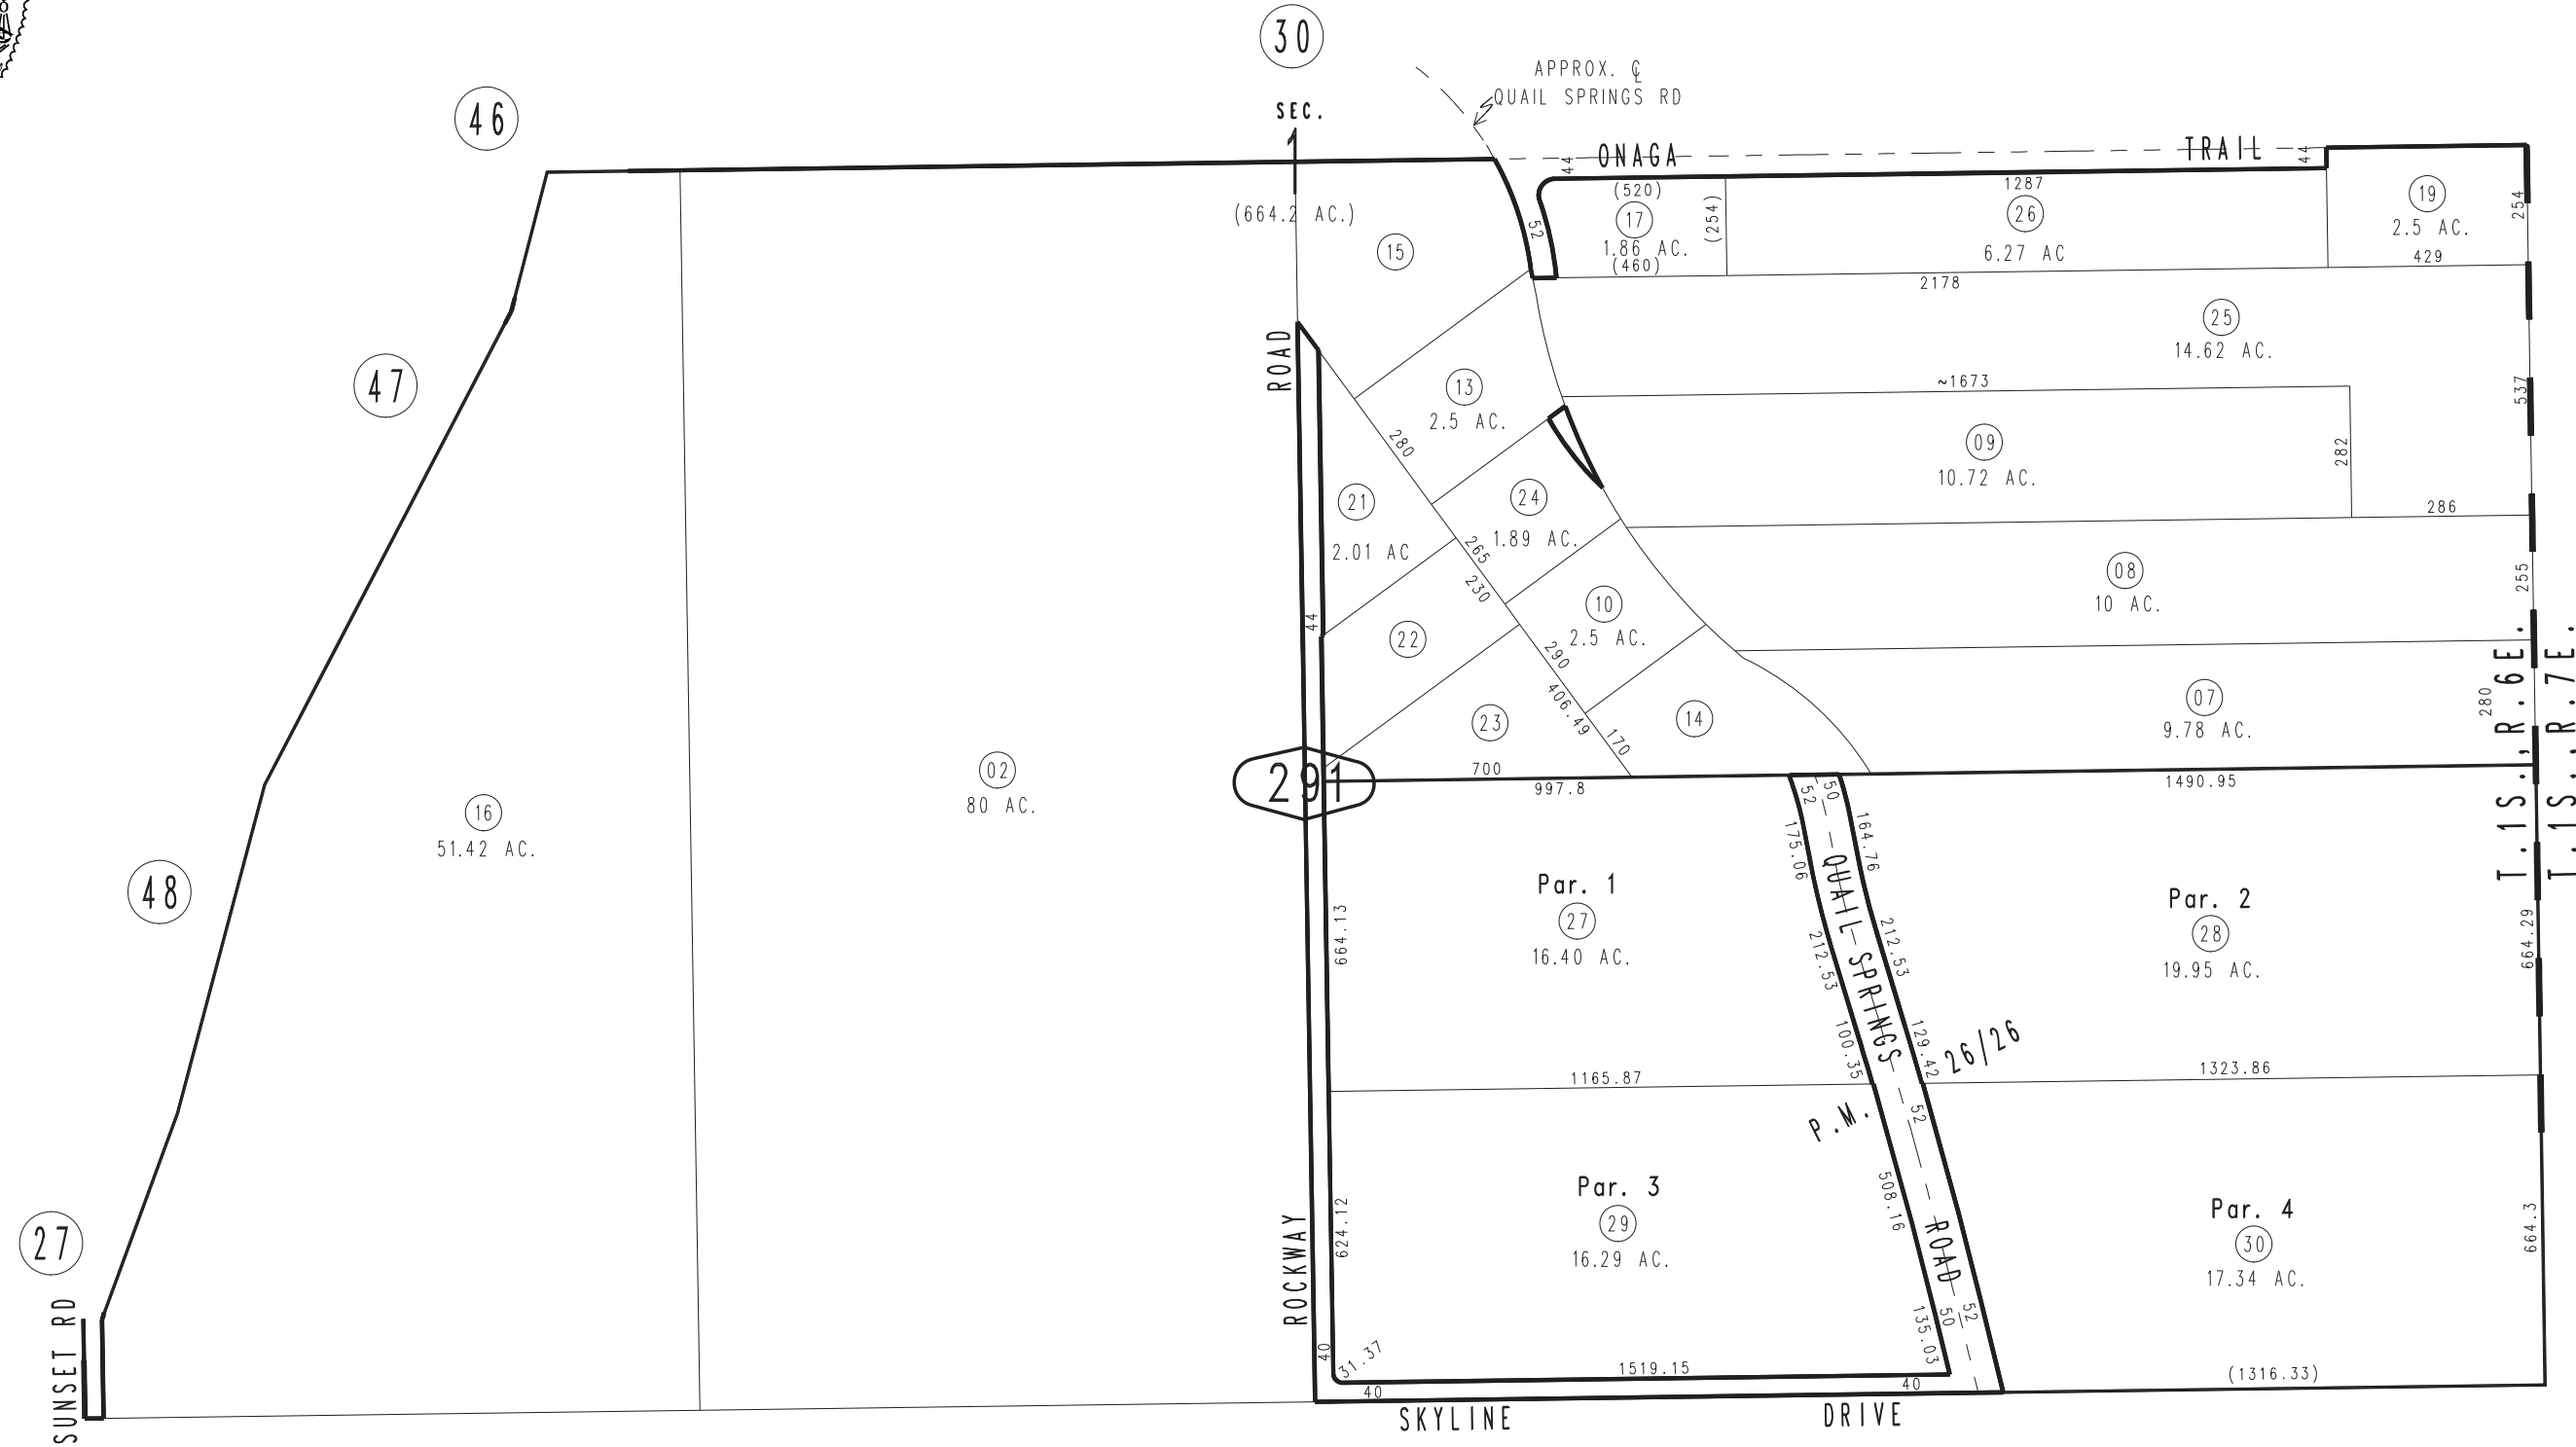 30
APPROX. ℄
QUAIL SPRINGS RD
46
SEC.
1
44
ONAGA
TRAIL
44
(520)
1287
17
(254)
26
19
254
(664.2 AC.)
52
1.86 AC.
6.27 AC
2.5 AC.
15
(460)
429
2178
25
14.62 AC.
ROAD
47
13
2.5 AC.
~1673
537
280
09
10.72 AC.
282
21
24
286
2.01 AC
265
1.89 AC.
08
10 AC.
255
230
44
22
10
2.5 AC.
290
406.49
23
14
170
07
9.78 AC.
280
T.1S., R.6E.
T.1S., R.7E.
291
700
997.8
1490.95
02
80 AC.
16
51.42 AC.
52
50
175.06
164.76
48
Par. 1
27
16.40 AC.
664.13
QUAIL SPRINGS ROAD
212.53
212.53
Par. 2
28
19.95 AC.
664.29
100.35
129.42
26/26
1165.87
1323.86
P.M.
52
27
SUNSET RD
ROCKWAY
624.12
Par. 3
29
16.29 AC.
508.16
Par. 4
30
17.34 AC.
664.3
135.03
50
52
40
31.37
1519.15
(1316.33)
40
40
SKYLINE
DRIVE